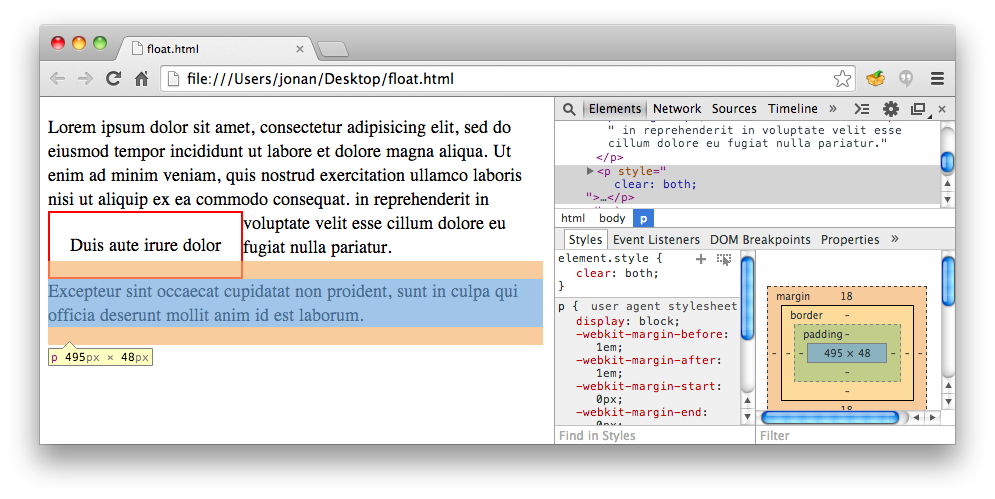 float.html
file:///Users/jonan/Desktop/float.html
Lorem ipsum dolor sit amet, consectetur adipisicing elit, sed do
eiusmod tempor incididunt ut labore et dolore magna aliqua. Ut
enim ad minim veniam, quis nostrud exercitation ullamco laboris
nisi ut aliquip ex ea commodo consequat. in reprehenderit in
voluptate velit esse cillum dolore eu
Duis aute irure dolor
fugiat nulla pariatur.
Excepteur sint occaecat cupidatat non proident, sunt in culpa qui
officia deserunt mollit anim id est laborum.
p 495px × 48px
Elements Network Sources Timeline »
" in reprehenderit in voluptate velit esse
cillum dolore eu fugiat nulla pariatur."
</p>
<p style="
clear: both;
">…</p>
html body p
Styles Event Listeners DOM Breakpoints Properties »
element.style {
clear: both;
}
p { user agent stylesheet
display: block;
-webkit-margin-before:
1em;
-webkit-margin-after:
1em;
-webkit-margin-start:
0px;
-webkit-margin-end:
0px;
Find in Styles
margin 18
border -
padding -
- - - 495 × 48 - - -
-
-
18
Filter